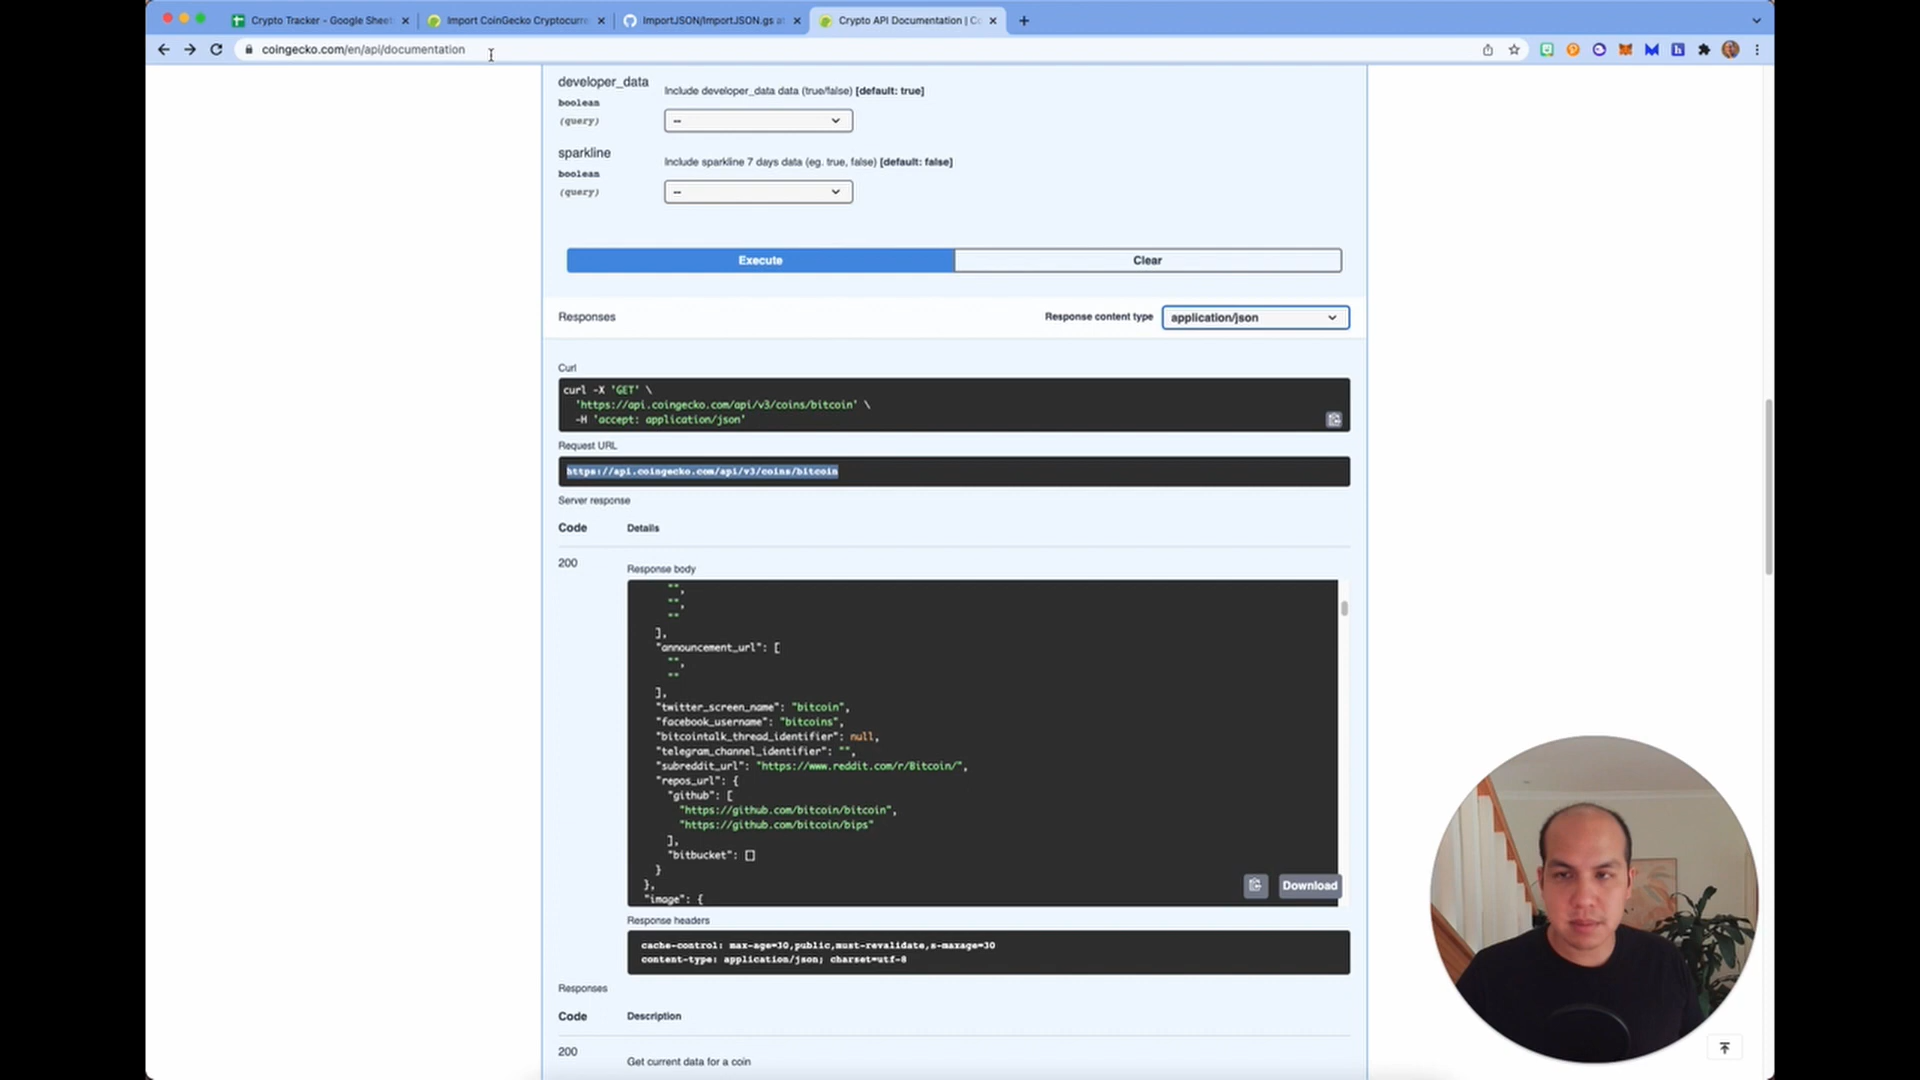 Crypto Tracker - Google Sheet
Import CoinGecko Cryptocurre
ImportJSON/ImportJSON.gs at
Crypto API Documentation | Co
coingecko.com/en/api/documentation
developer_data
boolean
(query)
Include developer_data data (true/false) [default: true]
--
sparkline
boolean
(query)
Include sparkline 7 days data (eg. true, false) [default: false]
--
Execute
Clear
Responses
Response content type
application/json
Curl
curl -X 'GET' \
'https://api.coingecko.com/api/v3/coins/bitcoin' \
-H 'accept: application/json'
Request URL
https://api.coingecko.com/api/v3/coins/bitcoin
Server response
Code
Details
200
Response body
"",
"",
""
],
"announcement_url": [
"",
""
],
"twitter_screen_name": "bitcoin",
"facebook_username": "bitcoins",
"bitcointalk_thread_identifier": null,
"telegram_channel_identifier": "",
"subreddit_url": "https://www.reddit.com/r/Bitcoin/",
"repos_url": {
"github": [
"https://github.com/bitcoin/bitcoin",
"https://github.com/bitcoin/bips"
],
"bitbucket": []
}
},
"image": {
Download
Response headers
cache-control: max-age=30,public,must-revalidate,s-maxage=30
content-type: application/json; charset=utf-8
Responses
Code
Description
200
Get current data for a coin